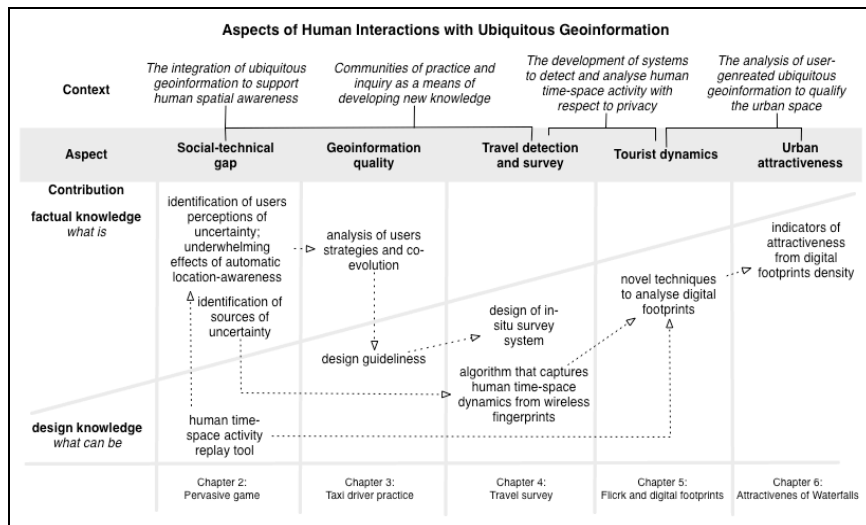 Aspects of Human Interactions with Ubiquitous Geoinformation
Context
The integration of ubiquitous
geoinformation to support
human spatial awareness
Communities of practice and
inquiry as a means of
developing new knowledge
The development of systems
to detect and analyse human
time-space activity with
respect to privacy
The analysis of user-
genreated ubiquitous
geoinformation to qualify
the urban space
Aspect
Social-technical
gap
Geoinformation
quality
Travel detection
and survey
Tourist dynamics
Urban
attractiveness
Contribution
factual knowledge
what is
identification of users
perceptions of
uncertainty;
underwhelming
effects of automatic
location-awareness
identification of
sources of
uncertainty
analysis of users
strategies and co-
evolution
design guideliness
design of in-
situ survey
system
algorithm that captures
human time-space
dynamics from wireless
fingerprints
novel techniques
to analyse digital
footprints
indicators of
attractiveness
from digital
footprints density
design knowledge
what can be
human time-
space activity
replay tool
Chapter 2:
Pervasive game
Chapter 3:
Taxi driver practice
Chapter 4:
Travel survey
Chapter 5:
Flicrk and digital footprints
Chapter 6:
Attractivenes of Waterfalls